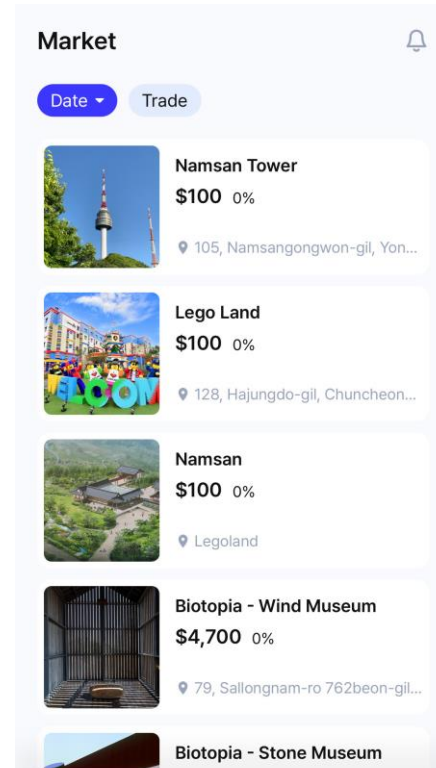 Market
Date
Trade
Namsan Tower
$100 0%
105, Namsangongwon-gil, Yon...
Lego Land
$100 0%
128, Hajungdo-gil, Chuncheon...
Namsan
$100 0%
Legoland
Biotopia - Wind Museum
$4,700 0%
79, Sallongnam-ro 762beon-gil...
Biotopia - Stone Museum